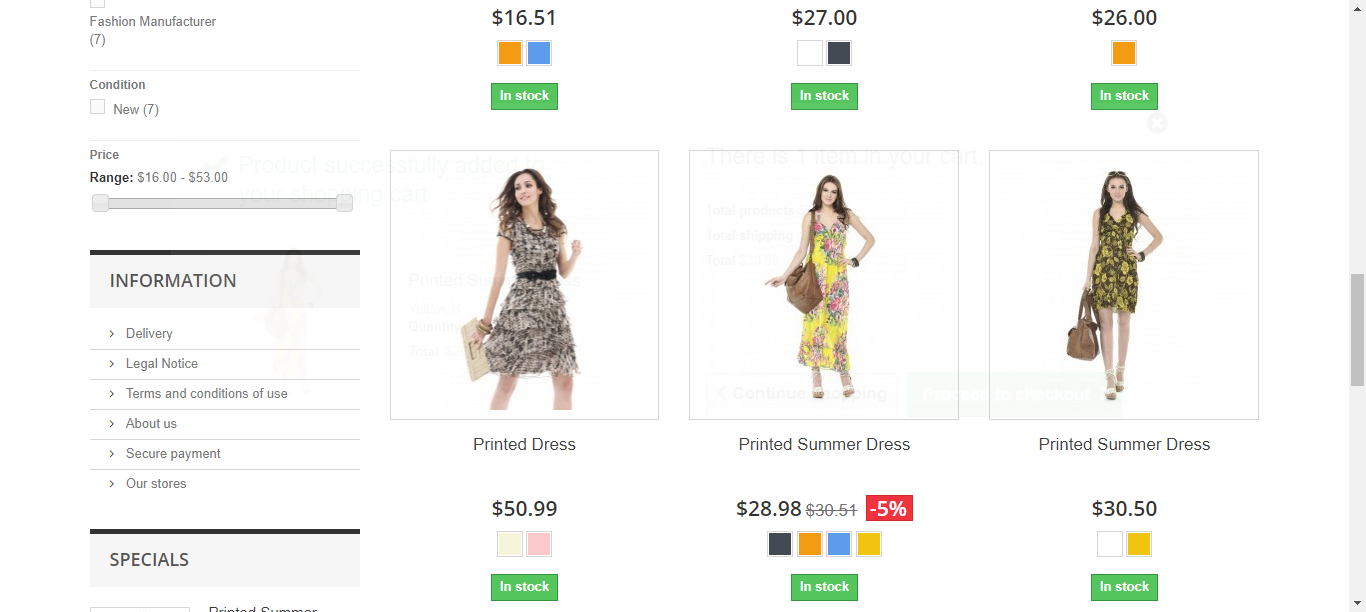 Fashion Manufacturer
(7)
Condition
New (7)
Price
Range: $16.00 - $53.00
INFORMATION
Delivery
Legal Notice
Terms and conditions of use
About us
Secure payment
Our stores
SPECIALS
Printed Summer
$16.51
In stock
$27.00
In stock
$26.00
In stock
Product successfully added to
your shopping cart
There is 1 item in your cart.
Total products
Total shipping
Total
Printed Summer Dress
Quantity
Total
Continue shopping
Proceed to checkout
Printed Dress
$50.99
In stock
Printed Summer Dress
$28.98 $30.51 -5%
In stock
Printed Summer Dress
$30.50
In stock